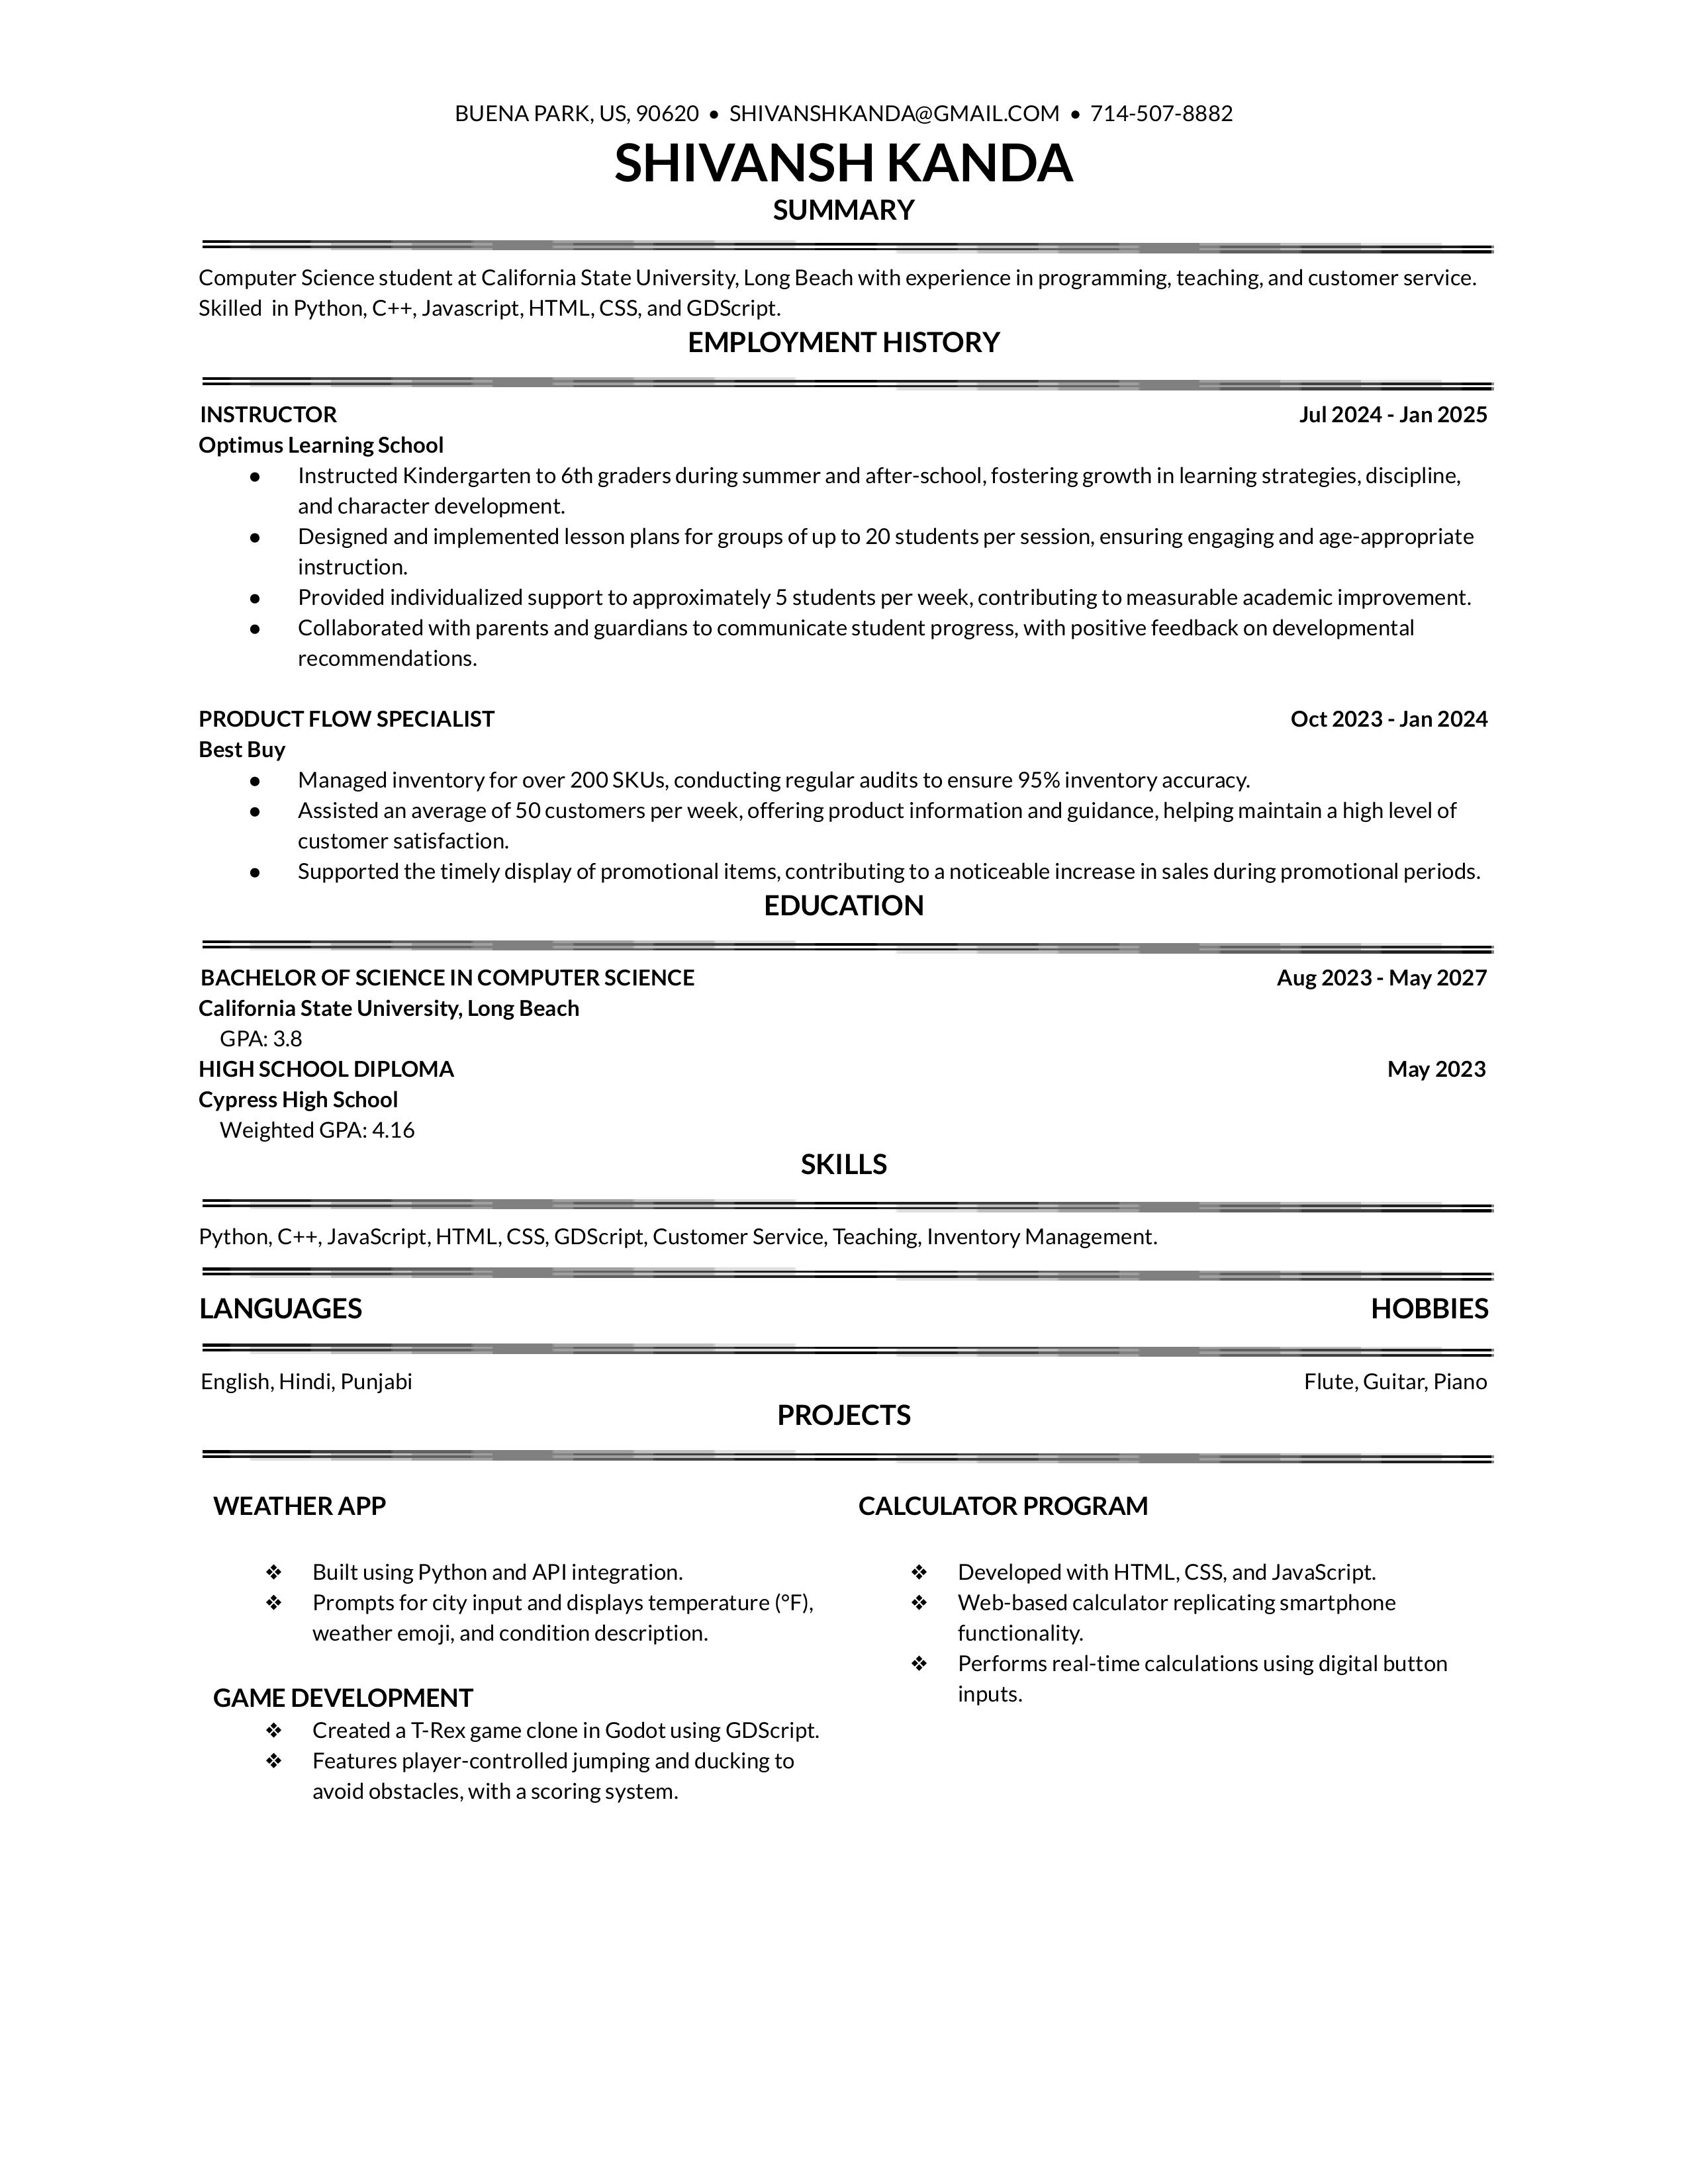 BUENA PARK, US, 90620 ● SHIVANSHKANDA@GMAIL.COM ● 714-507-8882
SHIVANSH KANDA
SUMMARY
Computer Science student at California State University, Long Beach with experience in programming, teaching, and customer service.
Skilled  in Python, C++, Javascript, HTML, CSS, and GDScript.
EMPLOYMENT HISTORY
INSTRUCTOR Jul 2024 - Jan 2025
Optimus Learning School
● Instructed Kindergarten to 6th graders during summer and after-school, fostering growth in learning strategies, discipline,
and character development.
● Designed and implemented lesson plans for groups of up to 20 students per session, ensuring engaging and age-appropriate
instruction.
● Provided individualized support to approximately 5 students per week, contributing to measurable academic improvement.
● Collaborated with parents and guardians to communicate student progress, with positive feedback on developmental
recommendations.
PRODUCT FLOW SPECIALIST Oct 2023 - Jan 2024
Best Buy
● Managed inventory for over 200 SKUs, conducting regular audits to ensure 95% inventory accuracy.
● Assisted an average of 50 customers per week, offering product information and guidance, helping maintain a high level of
customer satisfaction.
● Supported the timely display of promotional items, contributing to a noticeable increase in sales during promotional periods.
EDUCATION
BACHELOR OF SCIENCE IN COMPUTER SCIENCE Aug 2023 - May 2027
California State University, Long Beach
GPA: 3.8
HIGH SCHOOL DIPLOMA May 2023
Cypress High School
Weighted GPA: 4.16
SKILLS
Python, C++, JavaScript, HTML, CSS, GDScript, Customer Service, Teaching, Inventory Management.
LANGUAGES HOBBIES
English, Hindi, Punjabi Flute, Guitar, Piano
PROJECTS
WEATHER APP
❖ Built using Python and API integration.
❖ Prompts for city input and displays temperature (°F),
weather emoji, and condition description.
GAME DEVELOPMENT
❖ Created a T-Rex game clone in Godot using GDScript.
❖ Features player-controlled jumping and ducking to
avoid obstacles, with a scoring system.
CALCULATOR PROGRAM
❖ Developed with HTML, CSS, and JavaScript.
❖ Web-based calculator replicating smartphone
functionality.
❖ Performs real-time calculations using digital button
inputs.